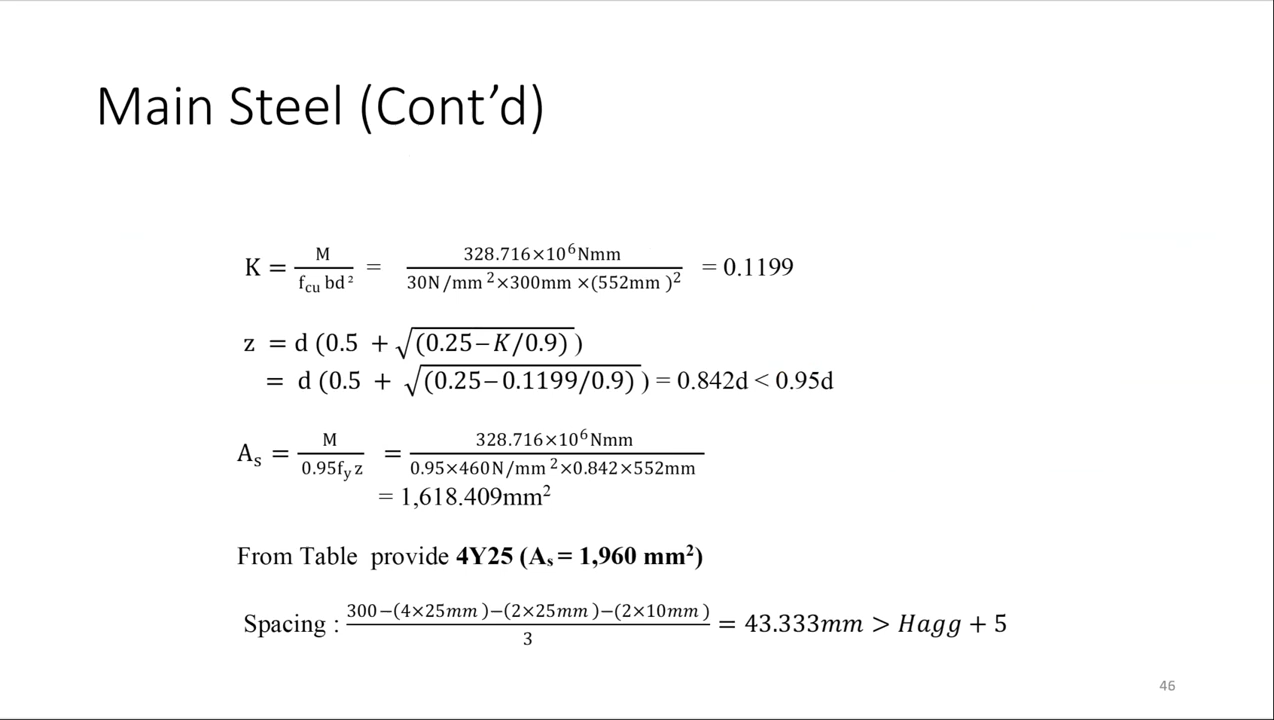 Main Steel (Cont’d)
K = M / f_cu bd² = 328.716×10⁶Nmm / 30N/mm²×300mm×(552mm)² = 0.1199
z = d (0.5 + √(0.25−K/0.9))
= d (0.5 + √(0.25−0.1199/0.9)) = 0.842d < 0.95d
A_s = M / 0.95f_y z = 328.716×10⁶Nmm / 0.95×460N/mm²×0.842×552mm
= 1,618.409mm²
From Table provide 4Y25 (A_s = 1,960 mm²)
Spacing : 300−(4×25mm)−(2×25mm)−(2×10mm) / 3 = 43.333mm > Hagg + 5
46